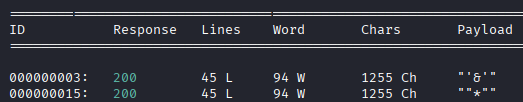 =====================================================================
ID           Response   Lines    Word       Chars       Payload
=====================================================================
000000003:   200        45 L     94 W       1255 Ch     "'&'"
000000015:   200        45 L     94 W       1255 Ch     ""*""